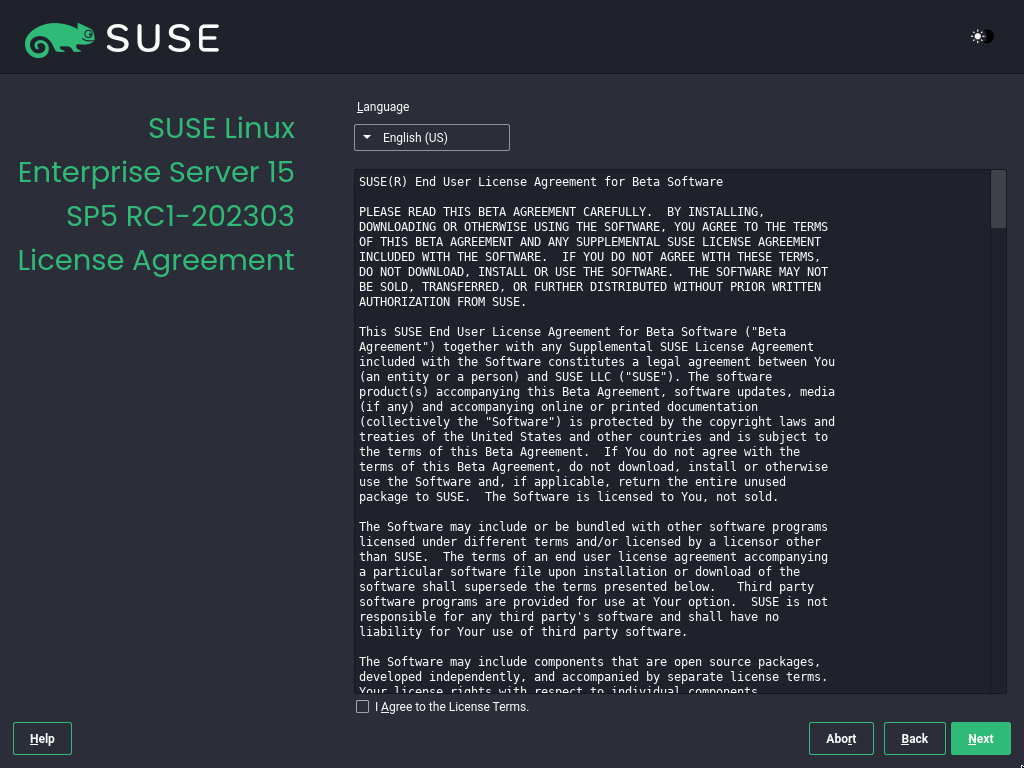 SUSE
Language
English (US)
SUSE Linux
Enterprise Server 15
SP5 RC1-202303
License Agreement
SUSE(R) End User License Agreement for Beta Software
PLEASE READ THIS BETA AGREEMENT CAREFULLY.  BY INSTALLING,
DOWNLOADING OR OTHERWISE USING THE SOFTWARE, YOU AGREE TO THE TERMS
OF THIS BETA AGREEMENT AND ANY SUPPLEMENTAL SUSE LICENSE AGREEMENT
INCLUDED WITH THE SOFTWARE.  IF YOU DO NOT AGREE WITH THESE TERMS,
DO NOT DOWNLOAD, INSTALL OR USE THE SOFTWARE.  THE SOFTWARE MAY NOT
BE SOLD, TRANSFERRED, OR FURTHER DISTRIBUTED WITHOUT PRIOR WRITTEN
AUTHORIZATION FROM SUSE.
This SUSE End User License Agreement for Beta Software ("Beta
Agreement") together with any Supplemental SUSE License Agreement
included with the Software constitutes a legal agreement between You
(an entity or a person) and SUSE LLC ("SUSE"). The software
product(s) accompanying this Beta Agreement, software updates, media
(if any) and accompanying online or printed documentation
(collectively the "Software") is protected by the copyright laws and
treaties of the United States and other countries and is subject to
the terms of this Beta Agreement.  If You do not agree with the
terms of this Beta Agreement, do not download, install or otherwise
use the Software and, if applicable, return the entire unused
package to SUSE.  The Software is licensed to You, not sold.
The Software may include or be bundled with other software programs
licensed under different terms and/or licensed by a licensor other
than SUSE.  The terms of an end user license agreement accompanying
a particular software file upon installation or download of the
software shall supersede the terms presented below.   Third party
software programs are provided for use at Your option.  SUSE is not
responsible for any third party's software and shall have no
liability for Your use of third party software.
The Software may include components that are open source packages,
developed independently, and accompanied by separate license terms.
Your license rights with respect to individual components
I Agree to the License Terms.
Help
Abort
Back
Next